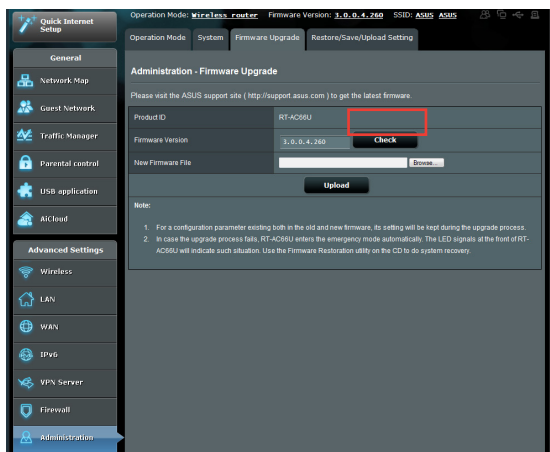 Quick Internet
Setup
Operation Mode: Wireless router Firmware Version: 3.0.0.4.260 SSID: ASUS ASUS
Operation Mode System Firmware Upgrade Restore/Save/Upload Setting
General
Network Map
Guest Network
Traffic Manager
Parental control
USB application
AiCloud
Advanced Settings
Wireless
LAN
WAN
IPv6
VPN Server
Firewall
Administration
Administration - Firmware Upgrade
Please visit the ASUS support site ( http://support.asus.com ) to get the latest firmware.
Product ID RT-AC66U
Firmware Version 3.0.0.4.260 Check
New Firmware File Browse...
Upload
Note:
1. For a configuration parameter existing both in the old and new firmware, its setting will be kept during the upgrade process.
2. In case the upgrade process fails, RT-AC66U enters the emergency mode automatically. The LED signals at the front of RT-
AC66U will indicate such situation. Use the Firmware Restoration utility on the CD to do system recovery.